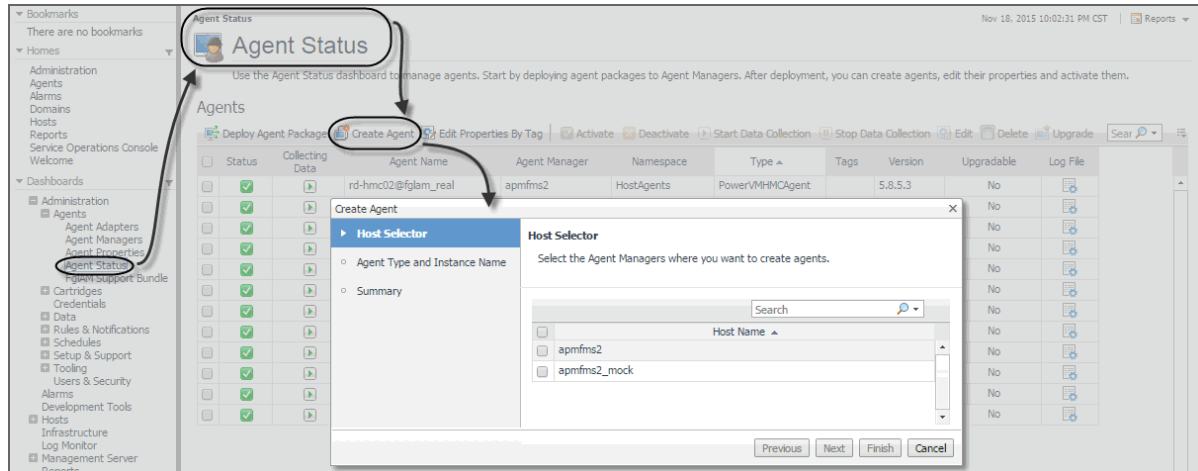 Bookmarks
There are no bookmarks
Homes
Administration
Agents
Alarms
Domains
Hosts
Reports
Service Operations Console
Welcome
Dashboards
Administration
Agents
Agent Adapters
Agent Managers
Agent Properties
Agent Status
FglAM Support Bundle
Cartridges
Credentials
Data
Rules & Notifications
Schedules
Setup & Support
Tooling
Users & Security
Alarms
Development Tools
Hosts
Infrastructure
Log Monitor
Management Server
Reports
Agent Status
Nov 18, 2015 10:02:31 PM CST | Reports
Agent Status
Use the Agent Status dashboard to manage agents. Start by deploying agent packages to Agent Managers. After deployment, you can create agents, edit their properties and activate them.
Agents
Deploy Agent Package Create Agent Edit Properties By Tag Activate Deactivate Start Data Collection Stop Data Collection Edit Delete Upgrade Sear
Status Collecting Data Agent Name Agent Manager Namespace Type Tags Version Upgradable Log File
rd-hmc02@fglam_real apmfms2 HostAgents PowerVMHMCAgent 5.8.5.3 No
No
No
No
No
No
No
No
No
No
No
No
Create Agent
Host Selector
Agent Type and Instance Name
Summary
Host Selector
Select the Agent Managers where you want to create agents.
Search
Host Name
apmfms2
apmfms2_mock
Previous Next Finish Cancel